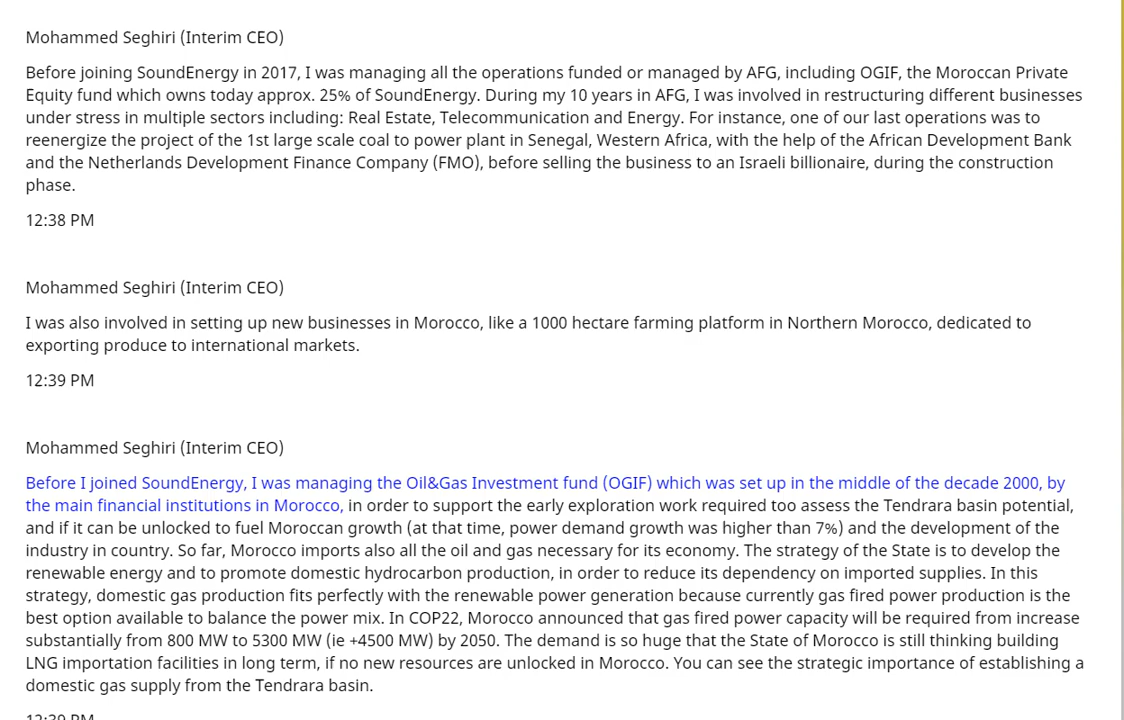 Mohammed Seghiri (Interim CEO)
Before joining SoundEnergy in 2017, I was managing all the operations funded or managed by AFG, including OGIF, the Moroccan Private
Equity fund which owns today approx. 25% of SoundEnergy. During my 10 years in AFG, I was involved in restructuring different businesses
under stress in multiple sectors including: Real Estate, Telecommunication and Energy. For instance, one of our last operations was to
reenergize the project of the 1st large scale coal to power plant in Senegal, Western Africa, with the help of the African Development Bank
and the Netherlands Development Finance Company (FMO), before selling the business to an Israeli billionaire, during the construction
phase.
12:38 PM
Mohammed Seghiri (Interim CEO)
I was also involved in setting up new businesses in Morocco, like a 1000 hectare farming platform in Northern Morocco, dedicated to
exporting produce to international markets.
12:39 PM
Mohammed Seghiri (Interim CEO)
Before I joined SoundEnergy, I was managing the Oil&Gas Investment fund (OGIF) which was set up in the middle of the decade 2000, by
the main financial institutions in Morocco, in order to support the early exploration work required too assess the Tendrara basin potential,
and if it can be unlocked to fuel Moroccan growth (at that time, power demand growth was higher than 7%) and the development of the
industry in country. So far, Morocco imports also all the oil and gas necessary for its economy. The strategy of the State is to develop the
renewable energy and to promote domestic hydrocarbon production, in order to reduce its dependency on imported supplies. In this
strategy, domestic gas production fits perfectly with the renewable power generation because currently gas fired power production is the
best option available to balance the power mix. In COP22, Morocco announced that gas fired power capacity will be required from increase
substantially from 800 MW to 5300 MW (ie +4500 MW) by 2050. The demand is so huge that the State of Morocco is still thinking building
LNG importation facilities in long term, if no new resources are unlocked in Morocco. You can see the strategic importance of establishing a
domestic gas supply from the Tendrara basin.
12:39 PM